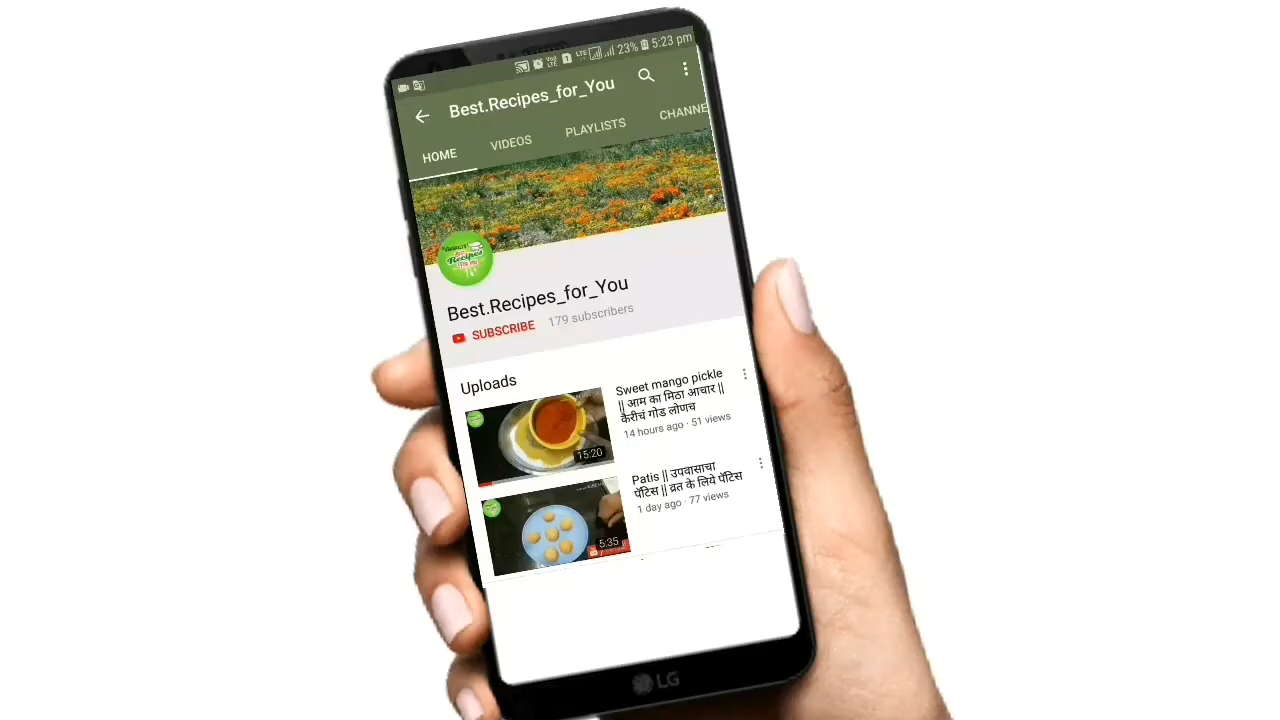 23% 5:23 pm
Best.Recipes_for_You
HOME VIDEOS PLAYLISTS CHANNE
Recipes
Best.Recipes_for_You
SUBSCRIBE 179 subscribers
Uploads
Sweet mango pickle
|| आम का मिठा आचार ||
कैरीचं गोड लोणच
14 hours ago · 51 views
15:20
Patis || उपवासाचा
पॅटिस || व्रत के लिये पॅटिस
1 day ago · 77 views
5:35
LG